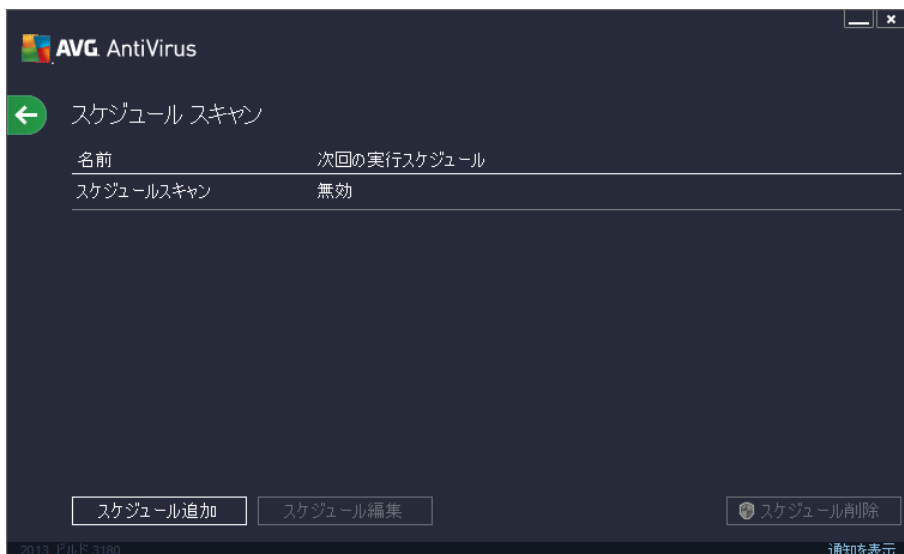 AVG. AntiVirus
スケジュール スキャン
名前 次回の実行スケジュール
スケジュールスキャン 無効
スケジュール追加 スケジュール編集 スケジュール削除
2013 ビルド 3180 通知を表示